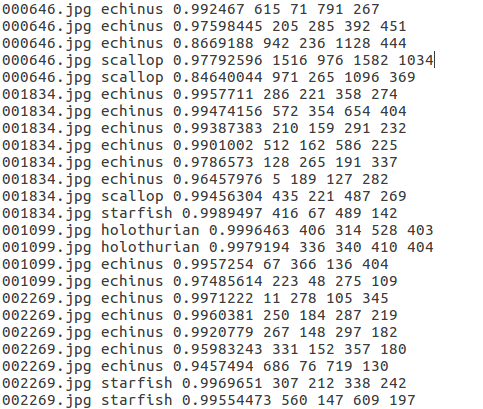 000646.jpg echinus 0.992467 615 71 791 267
000646.jpg echinus 0.97598445 205 285 392 451
000646.jpg echinus 0.8669188 942 236 1128 444
000646.jpg scallop 0.97792596 1516 976 1582 1034
000646.jpg scallop 0.84640044 971 265 1096 369
001834.jpg echinus 0.9957711 286 221 358 274
001834.jpg echinus 0.99474156 572 354 654 404
001834.jpg echinus 0.99387383 210 159 291 232
001834.jpg echinus 0.9901002 512 162 586 225
001834.jpg echinus 0.9786573 128 265 191 337
001834.jpg echinus 0.96457976 5 189 127 282
001834.jpg scallop 0.99456304 435 221 487 269
001834.jpg starfish 0.9989497 416 67 489 142
001099.jpg holothurian 0.9996463 406 314 528 403
001099.jpg holothurian 0.9979194 336 340 410 404
001099.jpg echinus 0.9957254 67 366 136 404
001099.jpg echinus 0.97485614 223 48 275 109
002269.jpg echinus 0.9971222 11 278 105 345
002269.jpg echinus 0.9960381 250 184 287 219
002269.jpg echinus 0.9920779 267 148 297 182
002269.jpg echinus 0.95983243 331 152 357 180
002269.jpg echinus 0.9457494 686 76 719 130
002269.jpg starfish 0.9969651 307 212 338 242
002269.jpg starfish 0.99554473 560 147 609 197